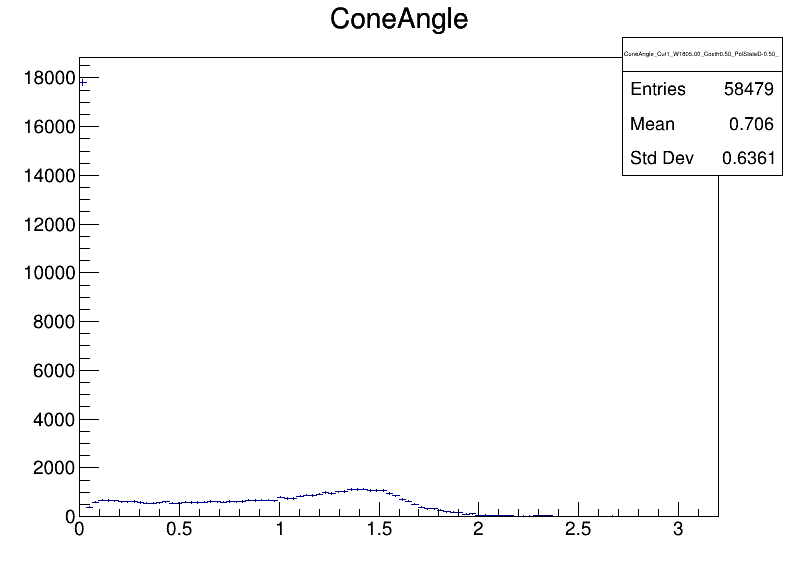 ConeAngle
ConeAngle_Cut1_W1805.00_Costh0.50_PolStateD-0.50_
Entries 58479
Mean 0.706
Std Dev 0.6361
18000
16000
14000
12000
10000
8000
6000
4000
2000
0
0 0.5 1 1.5 2 2.5 3